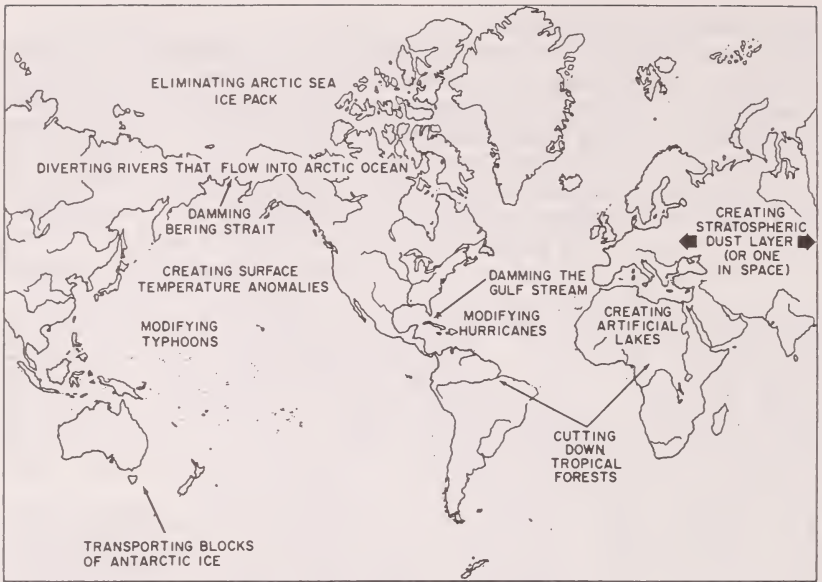 ELIMINATING ARCTIC SEA
ICE PACK
DIVERTING RIVERS THAT FLOW INTO ARCTIC OCEAN
DAMMING
BERING STRAIT
CREATING
STRATOSPHERIC
DUST LAYER
(OR ONE
IN SPACE)
CREATING SURFACE
TEMPERATURE ANOMALIES
DAMMING THE
GULF STREAM
MODIFYING
TYPHOONS
MODIFYING
HURRICANES
CREATING
ARTIFICIAL
LAKES
CUTTING
DOWN
TROPICAL
FORESTS
TRANSPORTING BLOCKS
OF ANTARCTIC ICE